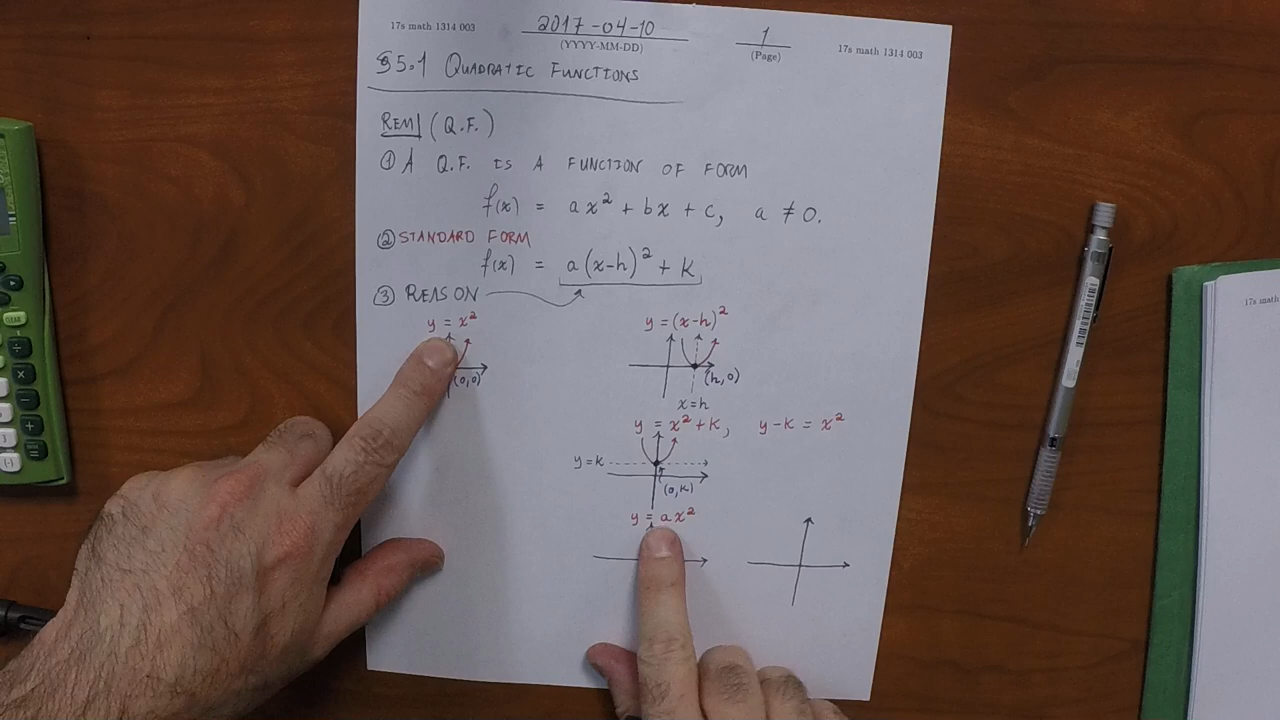 17s math 1314 003
2017-04-10
(YYYY-MM-DD)
1
(Page)
17s math 1314 003
§5.1 QUADRATIC FUNCTIONS
REM (Q.F.)
① A Q.F. IS A FUNCTION OF FORM
f(x) = ax² + bx + c, a ≠ 0.
② STANDARD FORM
f(x) = a(x-h)² + k
③ REASON
y = x²
(0,0)
y = (x-h)²
(h,0)
x=h
y = x²+k, y-k = x²
y=k
(0,k)
y = ax²
17s math